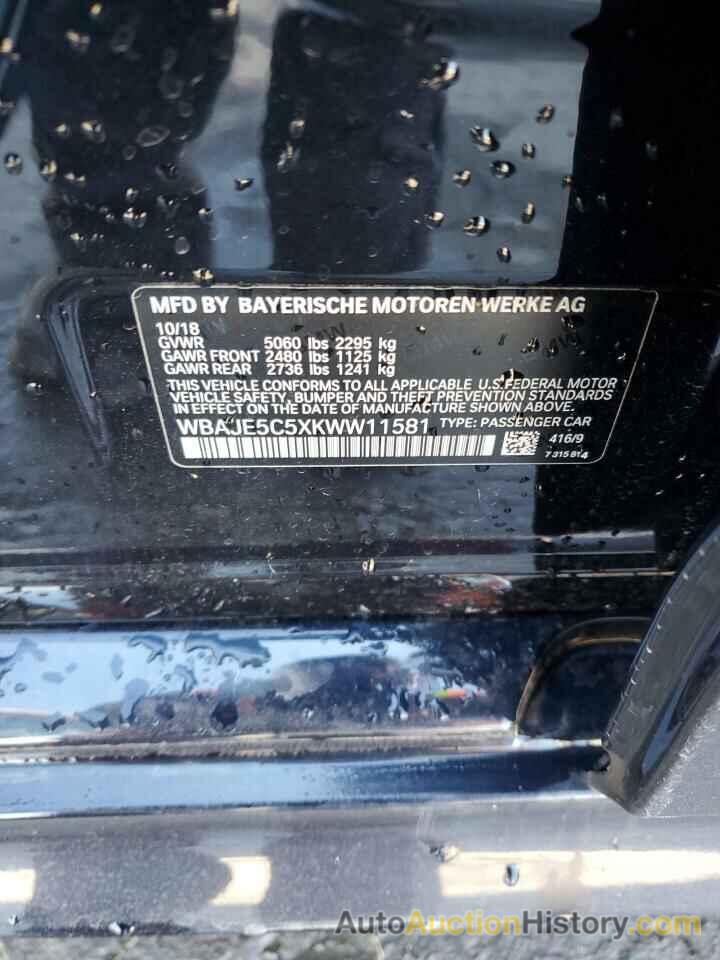 MFD BY BAYERISCHE MOTOREN WERKE AG
10/18
GVWR 5060 lbs 2295 kg
GAWR FRONT 2480 lbs 1125 kg
GAWR REAR 2736 lbs 1241 kg
THIS VEHICLE CONFORMS TO ALL APPLICABLE U.S. FEDERAL MOTOR
VEHICLE SAFETY, BUMPER AND THEFT PREVENTION STANDARDS
IN EFFECT ON THE DATE OF MANUFACTURE SHOWN ABOVE.
WBAJE5C5XKWW11581 TYPE: PASSENGER CAR
416/9
7 315 814
AutoAuctionHistory.com